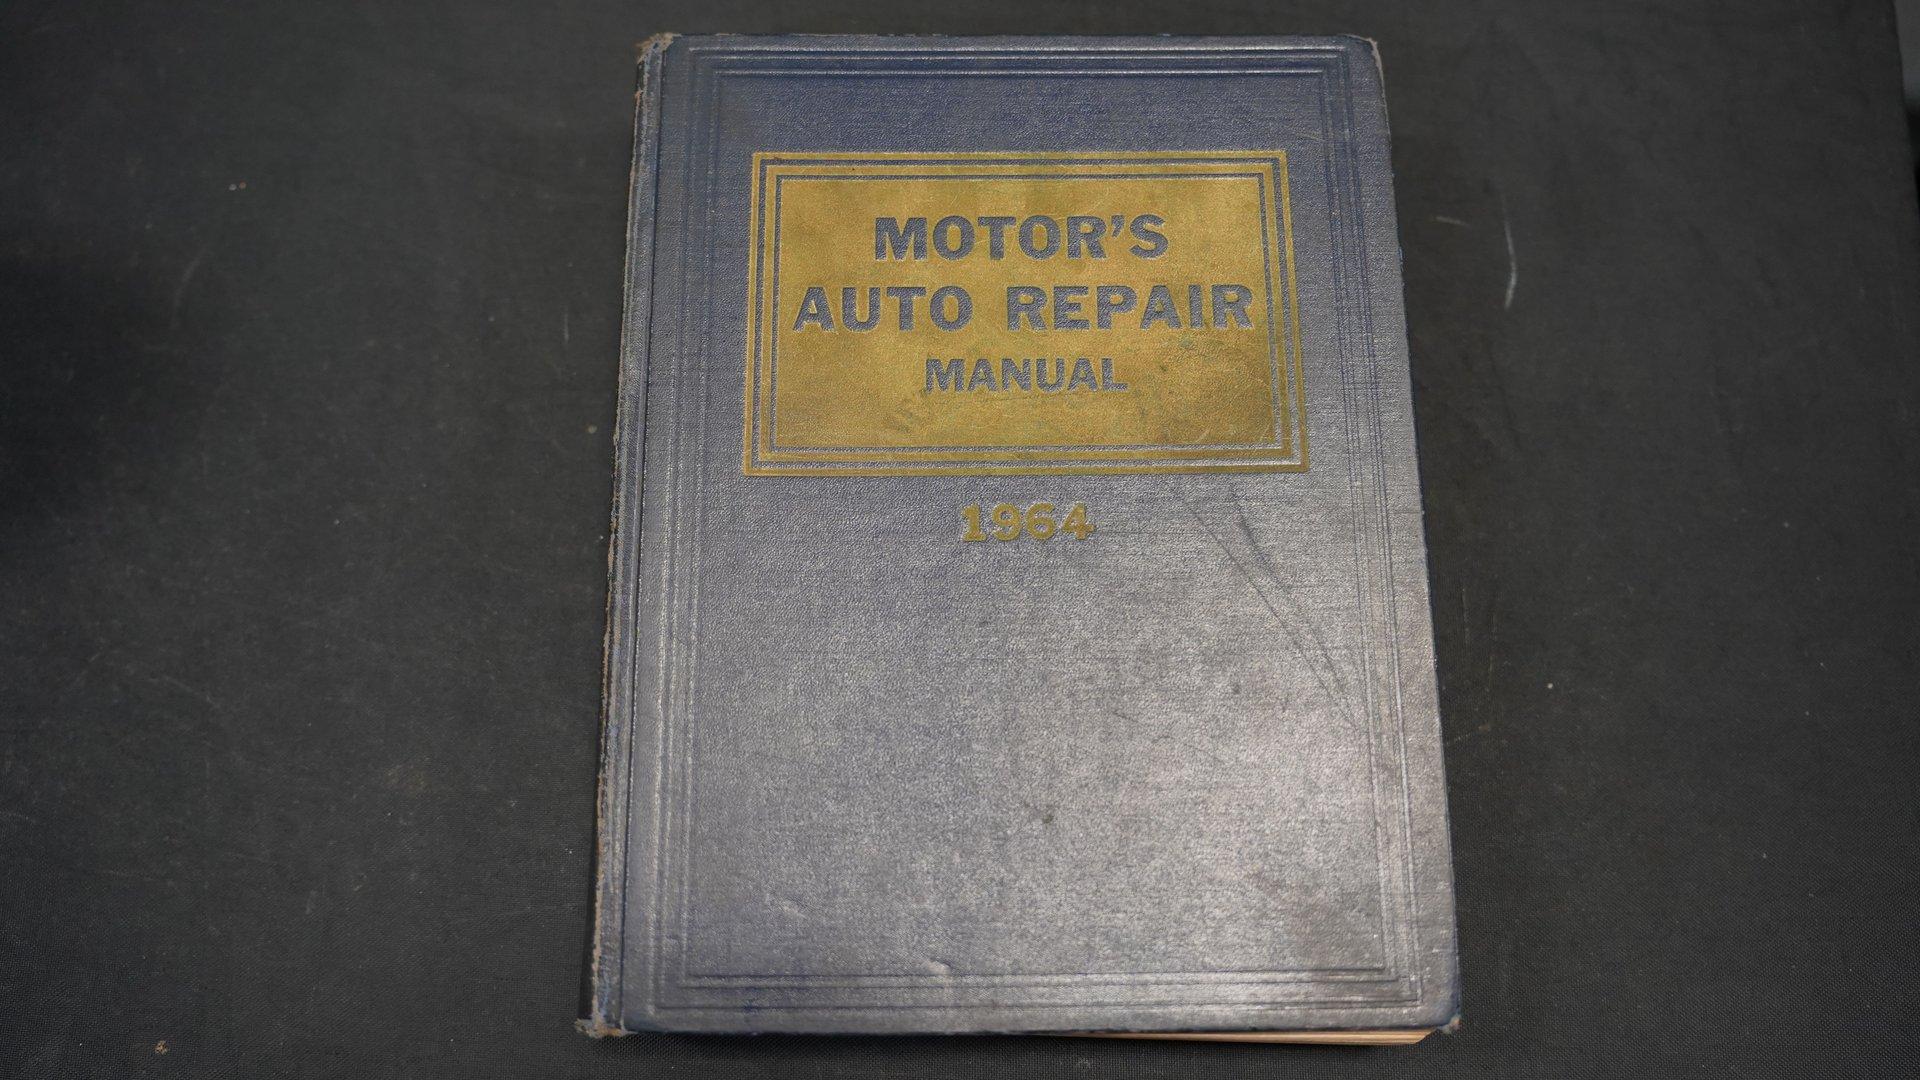 MOTOR'S
AUTO REPAIR
MANUAL
1964